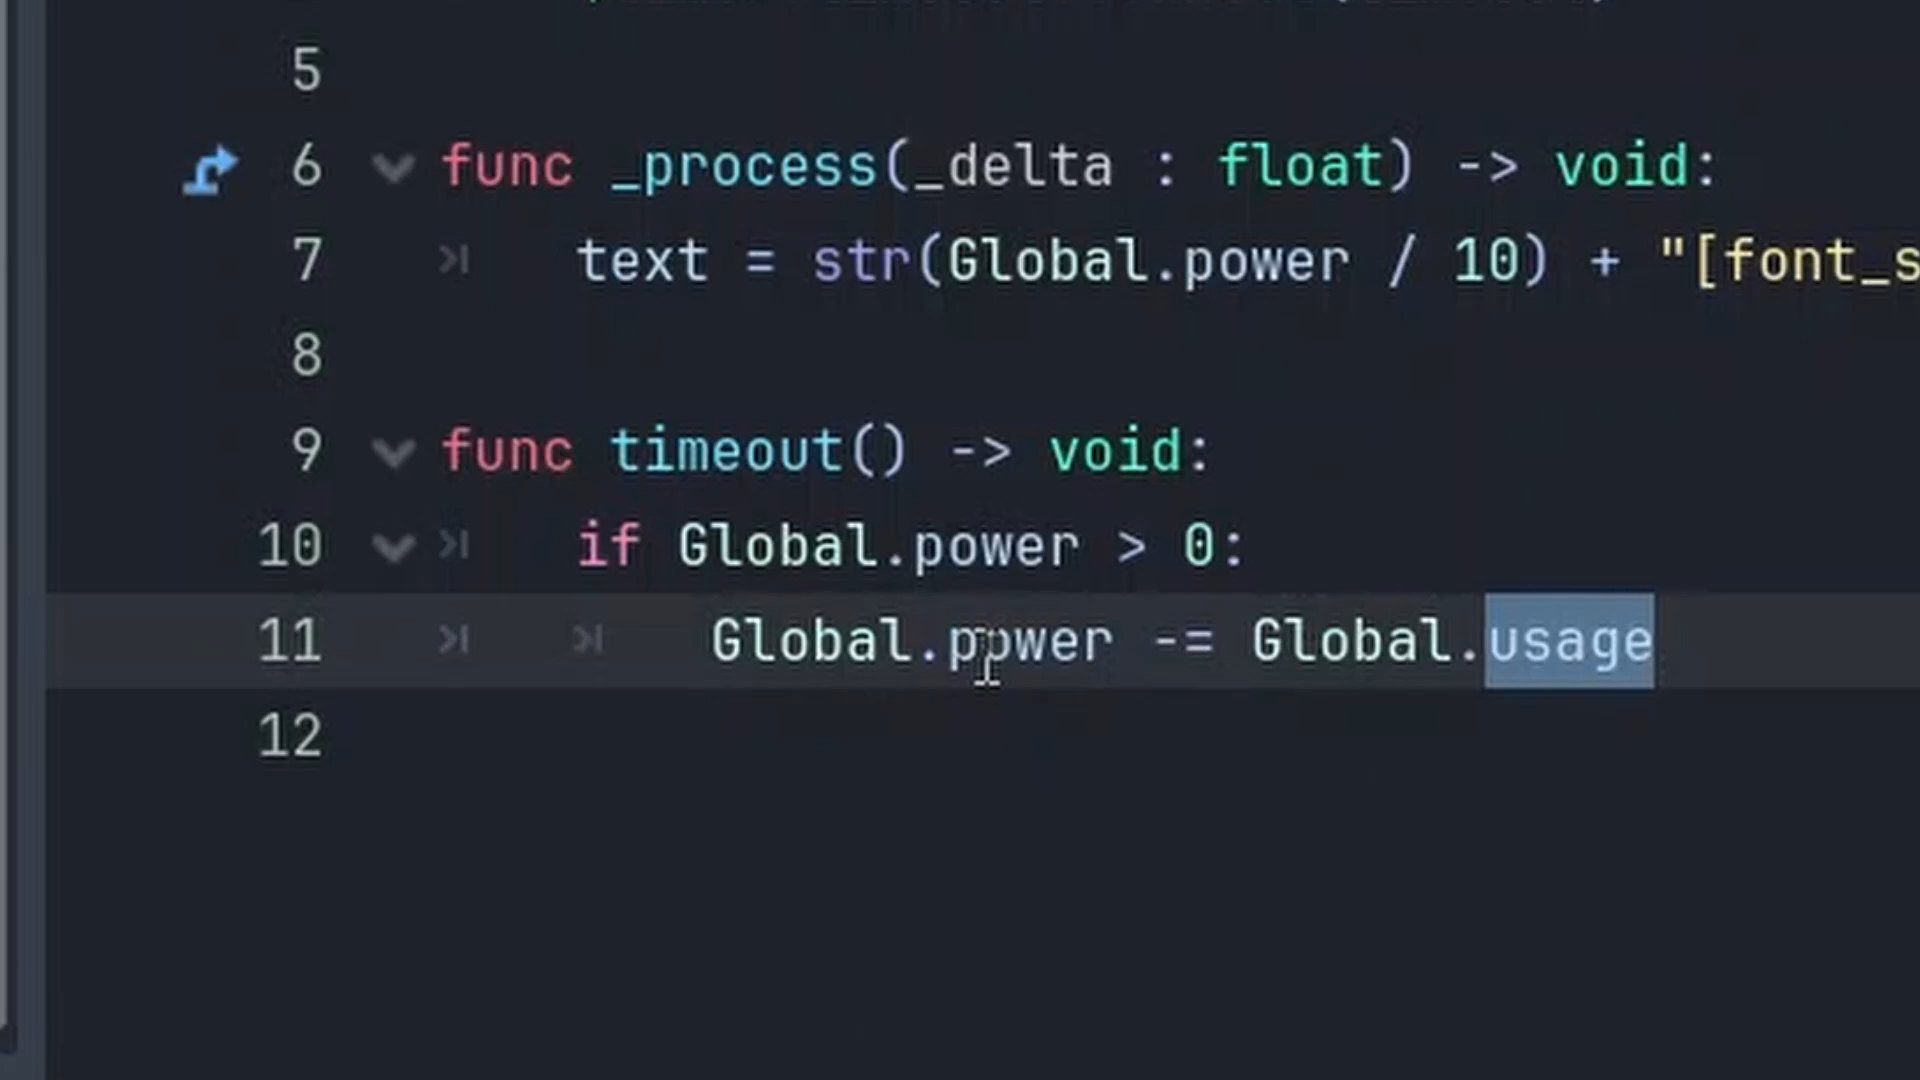 5
6 func _process(_delta : float) -> void:
7 text = str(Global.power / 10) + "[font_s
8
9 func timeout() -> void:
10 if Global.power > 0:
11 Global.power -= Global.usage
12